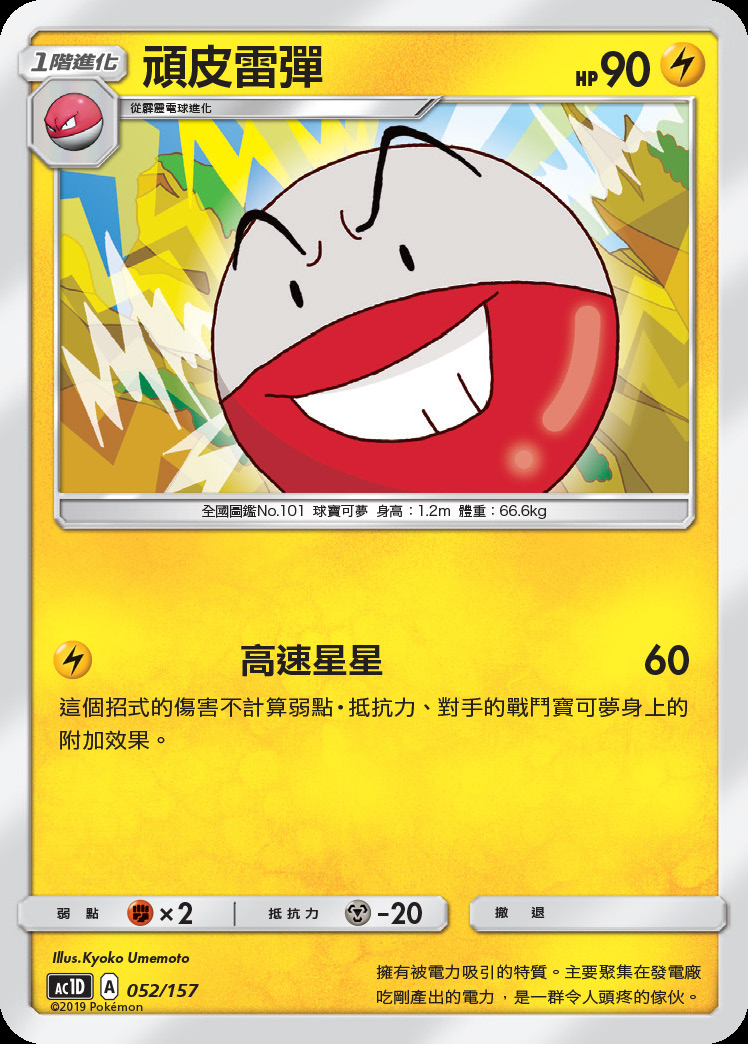 1階進化
頑皮雷彈
HP90
從霹靂電球進化
全國圖鑑No.101 球寶可夢 身高：1.2m 體重：66.6kg
高速星星 60
這個招式的傷害不計算弱點・抵抗力、對手的戰鬥寶可夢身上的
附加效果。
弱點 ×2 抵抗力 -20 撤退
Illus.Kyoko Umemoto
AC1D A 052/157
©2019 Pokémon
擁有被電力吸引的特質。主要聚集在發電廠
吃剛產出的電力，是一群令人頭疼的傢伙。